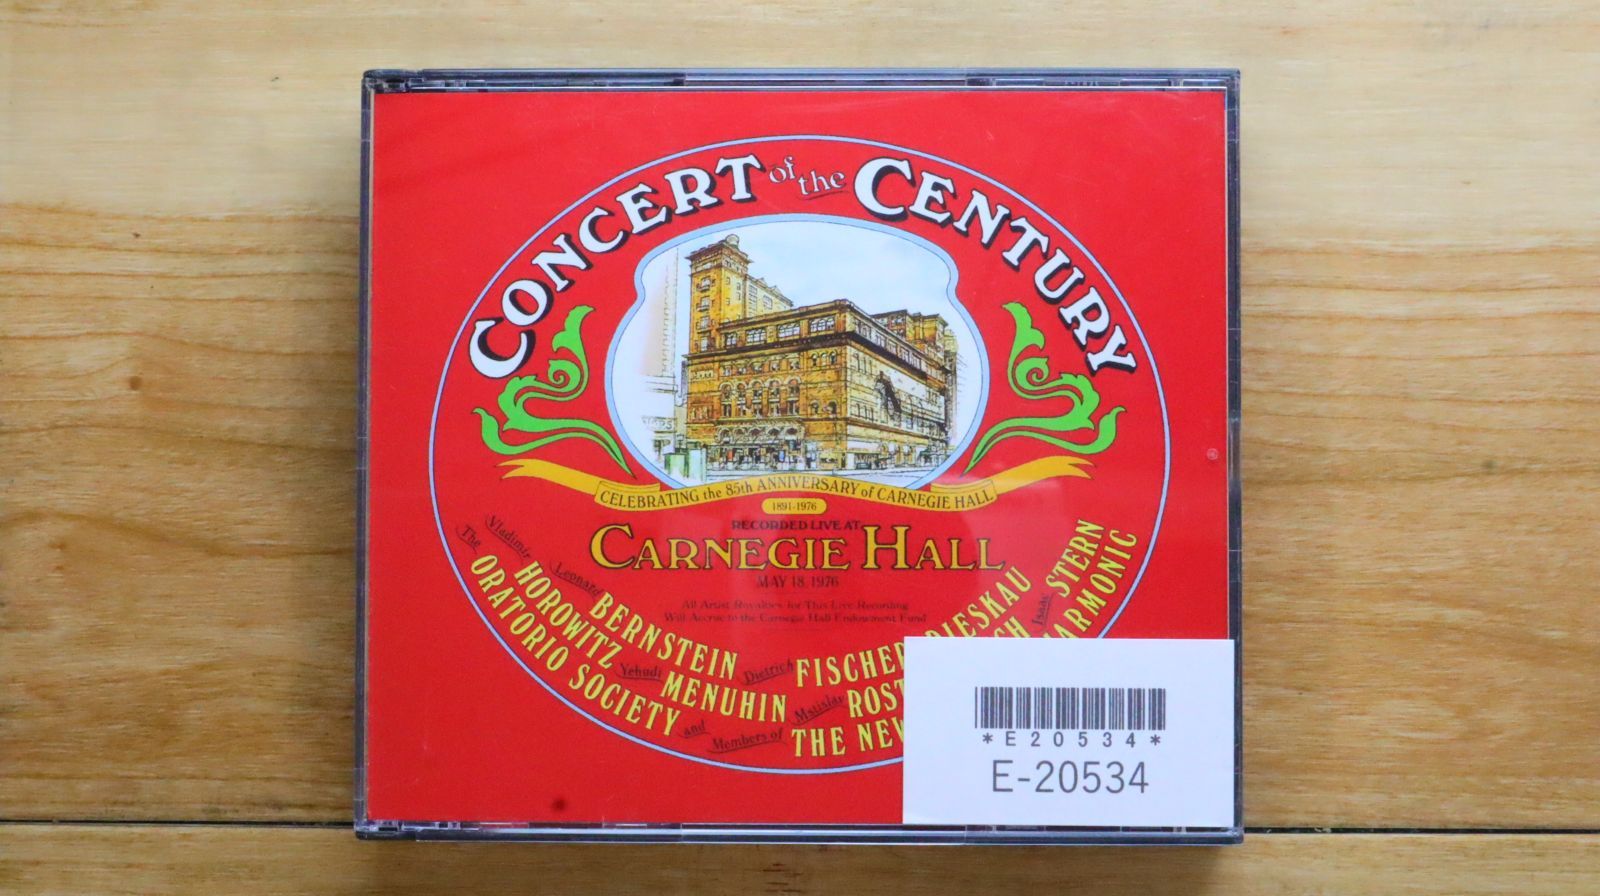 CONCERT of the CENTURY
CELEBRATING the 85th ANNIVERSARY of CARNEGIE HALL
1891-1976
RECORDED LIVE AT
CARNEGIE HALL
MAY 18, 1976
All Artist Royalties for This Live Recording
Will Accrue to the Carnegie Hall Endowment Fund
Leonard BERNSTEIN Dietrich FISCHER DIESKAU Isaac STERN
Vladimir HOROWITZ Yehudi MENUHIN Mstislav ROST CH
The ORATORIO SOCIETY and Members of THE NEW ARMONIC
*E20534*
E-20534